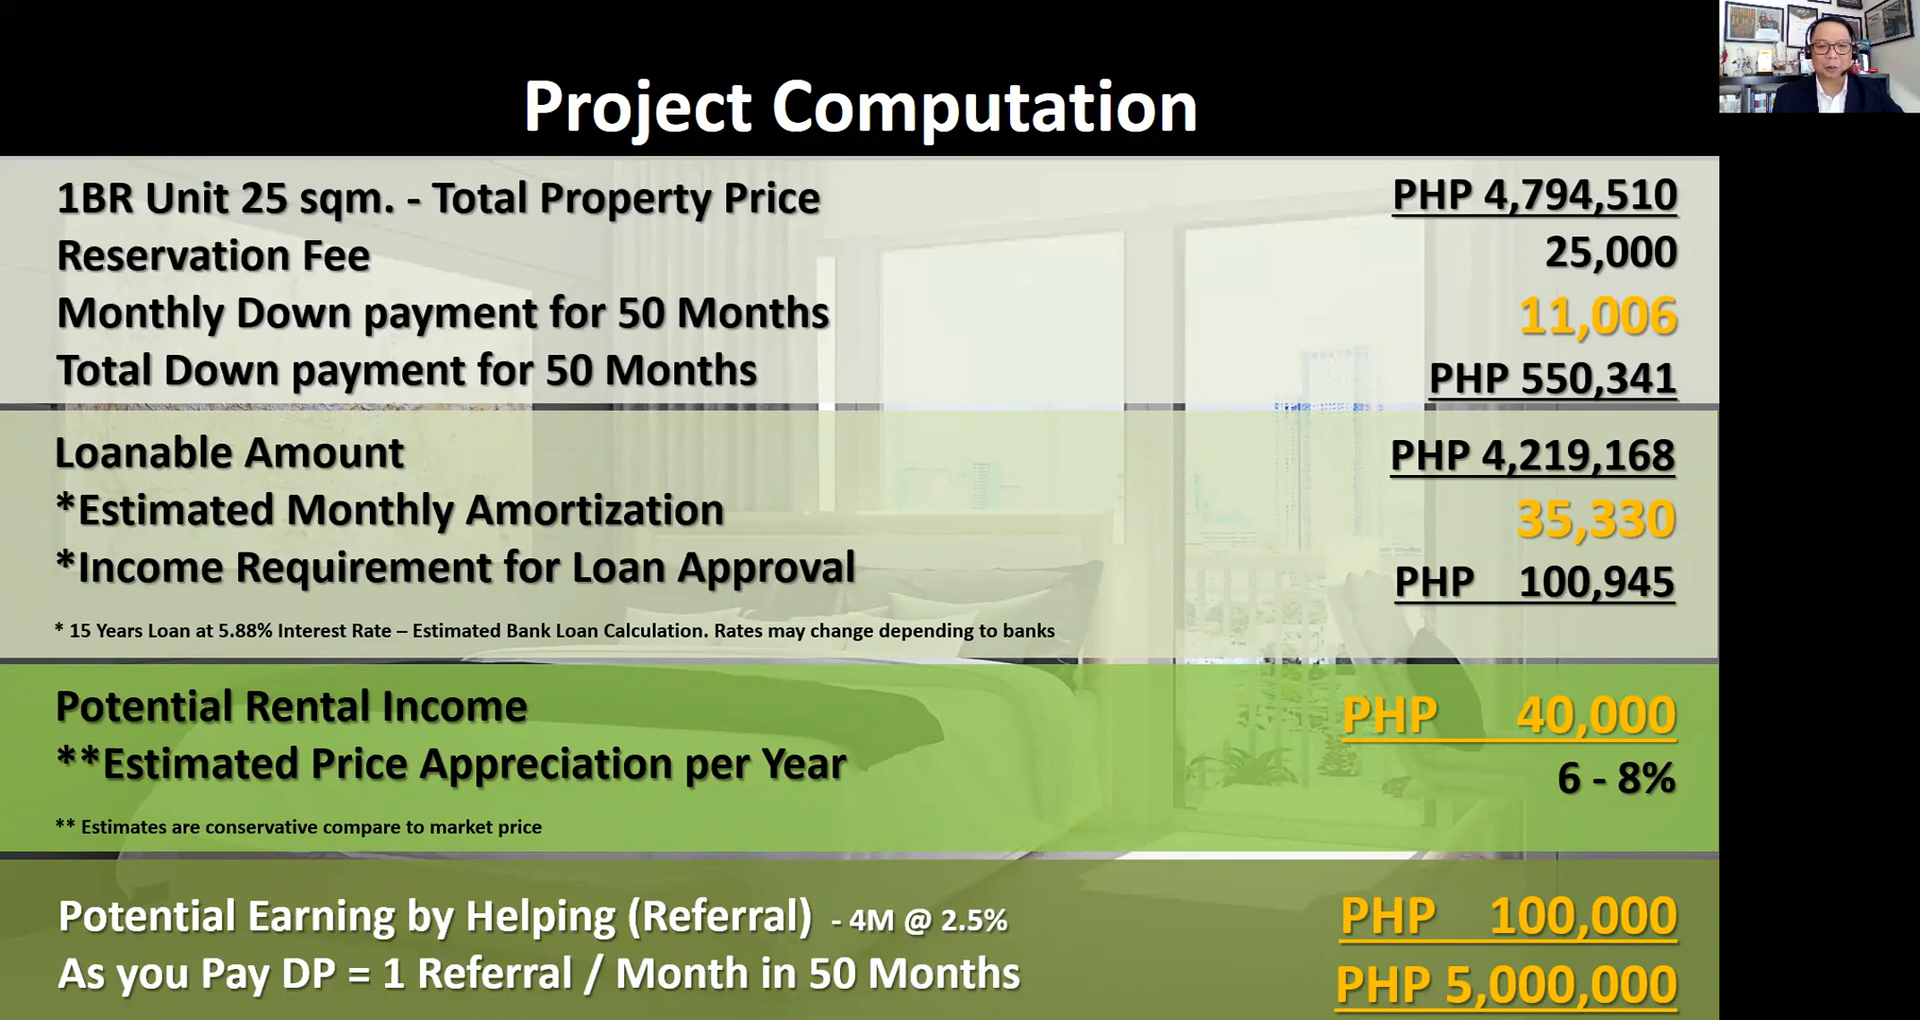 Project Computation
1BR Unit 25 sqm. - Total Property Price PHP 4,794,510
Reservation Fee 25,000
Monthly Down payment for 50 Months 11,006
Total Down payment for 50 Months PHP 550,341
Loanable Amount PHP 4,219,168
*Estimated Monthly Amortization 35,330
*Income Requirement for Loan Approval PHP 100,945
* 15 Years Loan at 5.88% Interest Rate – Estimated Bank Loan Calculation. Rates may change depending to banks
Potential Rental Income PHP 40,000
**Estimated Price Appreciation per Year 6 - 8%
** Estimates are conservative compare to market price
Potential Earning by Helping (Referral) - 4M @ 2.5% PHP 100,000
As you Pay DP = 1 Referral / Month in 50 Months PHP 5,000,000